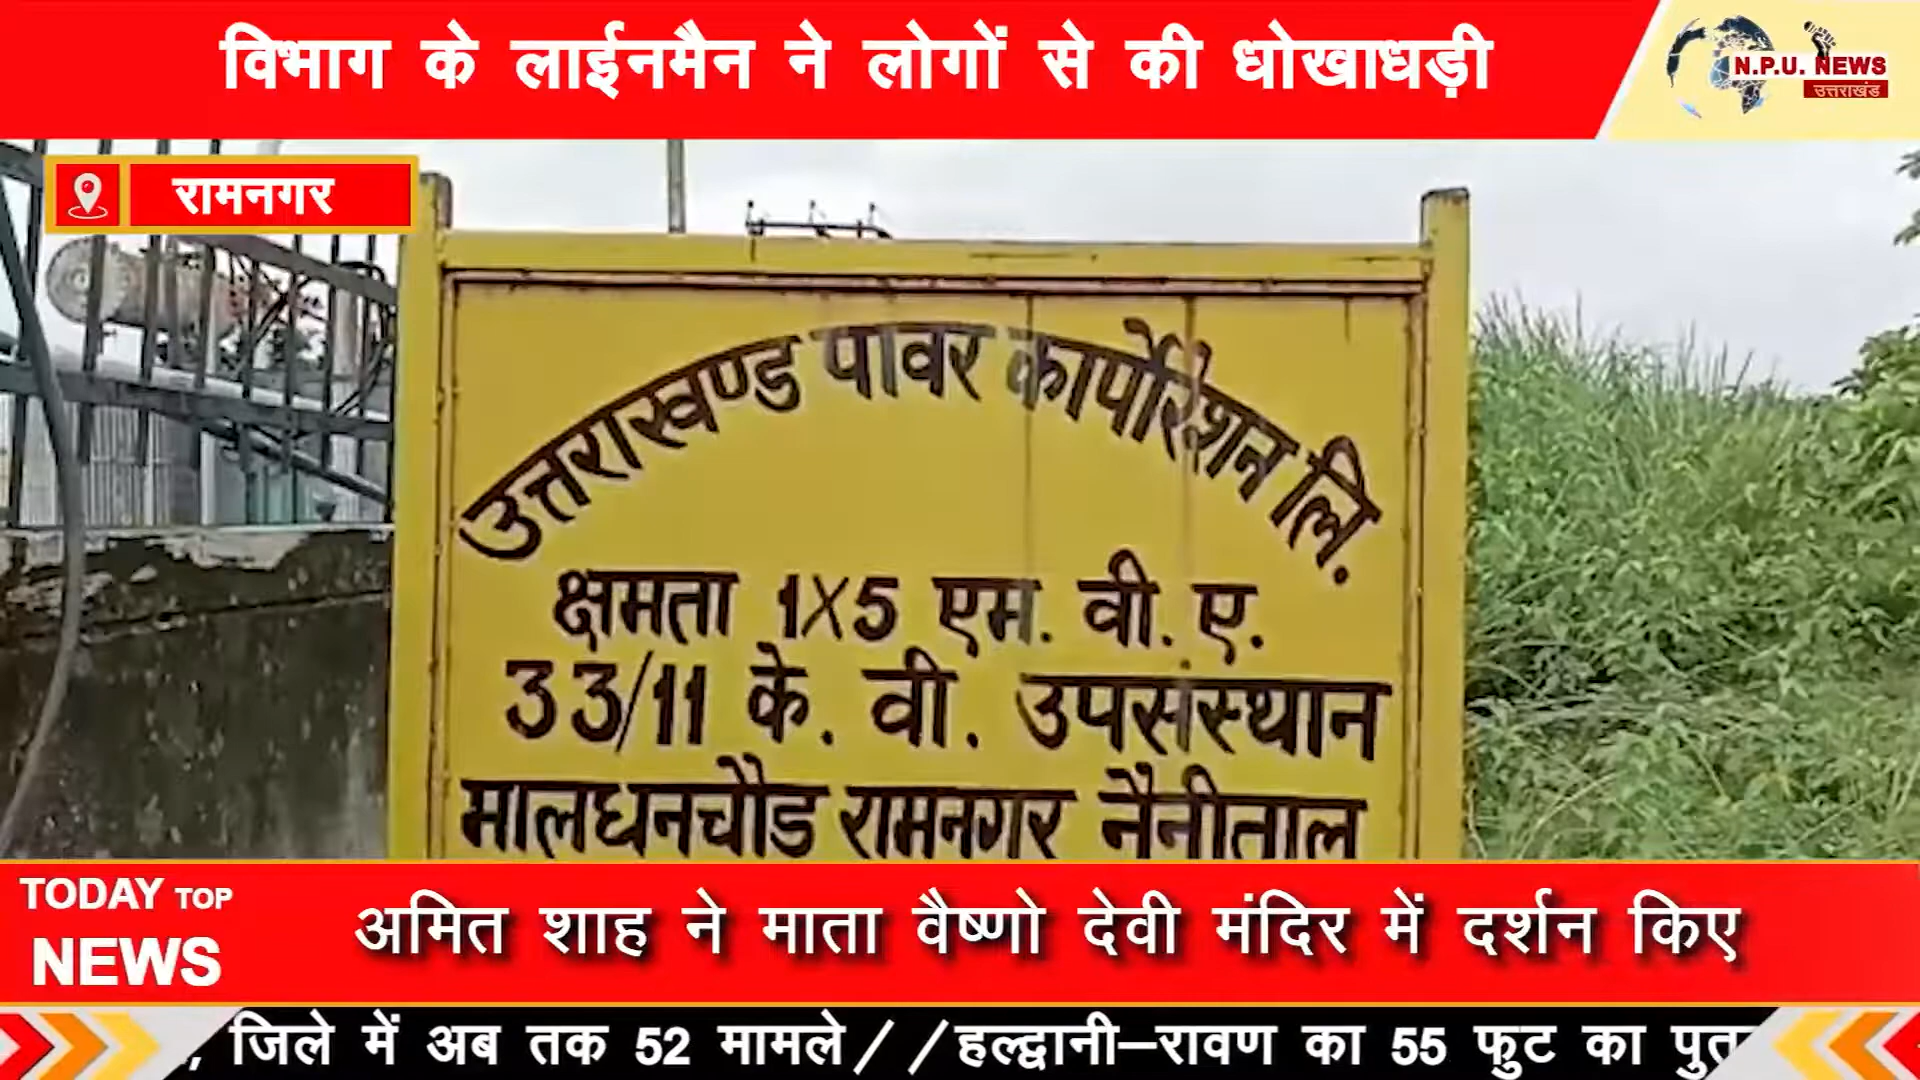 विभाग के लाईनमैन ने लोगों से की धोखाधड़ी
N.P.U. NEWS
उत्तराखंड
रामनगर
उत्तराखण्ड पावर कार्पोरेशन लि.
क्षमता 1X5 एम. वी. ए.
33/11 के. वी. उपसंस्थान
मालधनचौड रामनगर नैनीताल
TODAY TOP
NEWS
अमित शाह ने माता वैष्णो देवी मंदिर में दर्शन किए
, जिले में अब तक 52 मामले//हल्द्वानी–रावण का 55 फुट का पुत